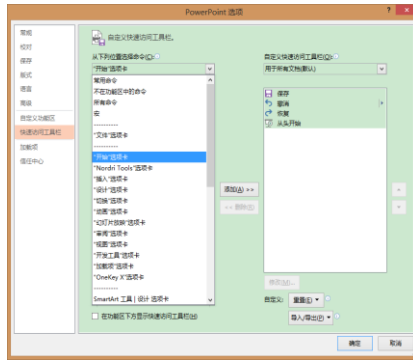 PowerPoint 选项
? ×
常规
校对
保存
版式
语言
高级
自定义功能区
快速访问工具栏
加载项
信任中心
自定义快速访问工具栏。
从下列位置选择命令(C):
"开始"选项卡
常用命令
不在功能区中的命令
所有命令
宏
----------
"文件"选项卡
----------
"开始"选项卡
"Nordri Tools"选项卡
"插入"选项卡
"设计"选项卡
"切换"选项卡
"动画"选项卡
"幻灯片放映"选项卡
"审阅"选项卡
"视图"选项卡
"开发工具"选项卡
"加载项"选项卡
"OneKey X"选项卡
----------
SmartArt 工具 | 设计 选项卡
在功能区下方显示快速访问工具栏(H)
添加(A) >>
<< 删除(R)
自定义快速访问工具栏(Q):
用于所有文档(默认)
保存
撤消
恢复
从头开始
修改(M)...
自定义:
重置(E)
导入/导出(P)
确定
取消